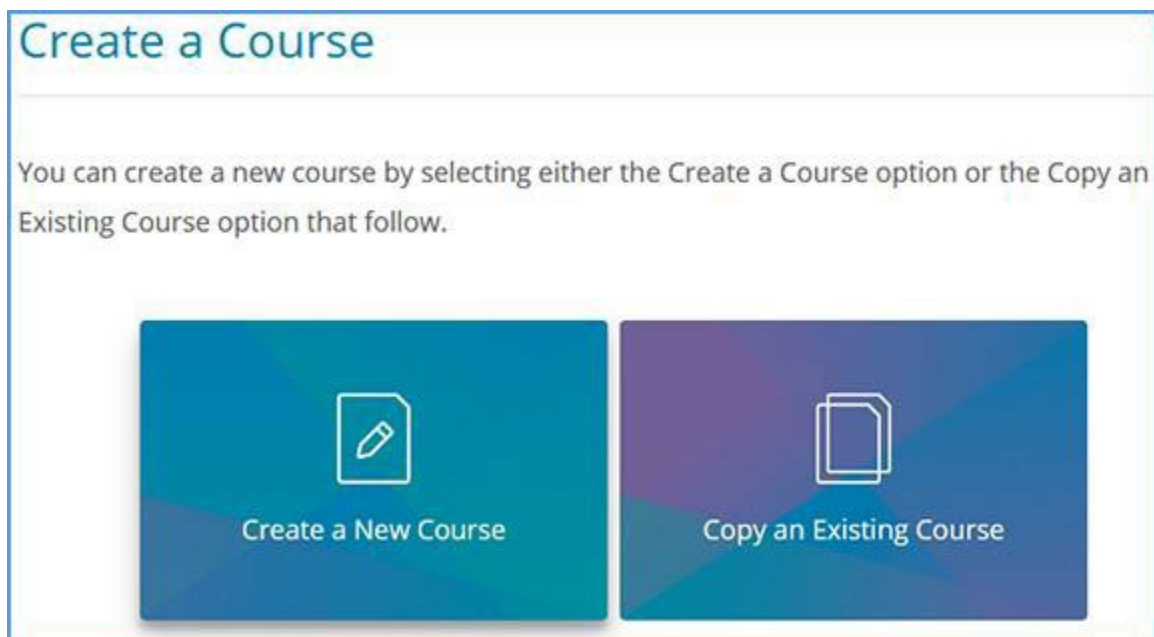 Create a Course
You can create a new course by selecting either the Create a Course option or the Copy an
Existing Course option that follow.
Create a New Course
Copy an Existing Course